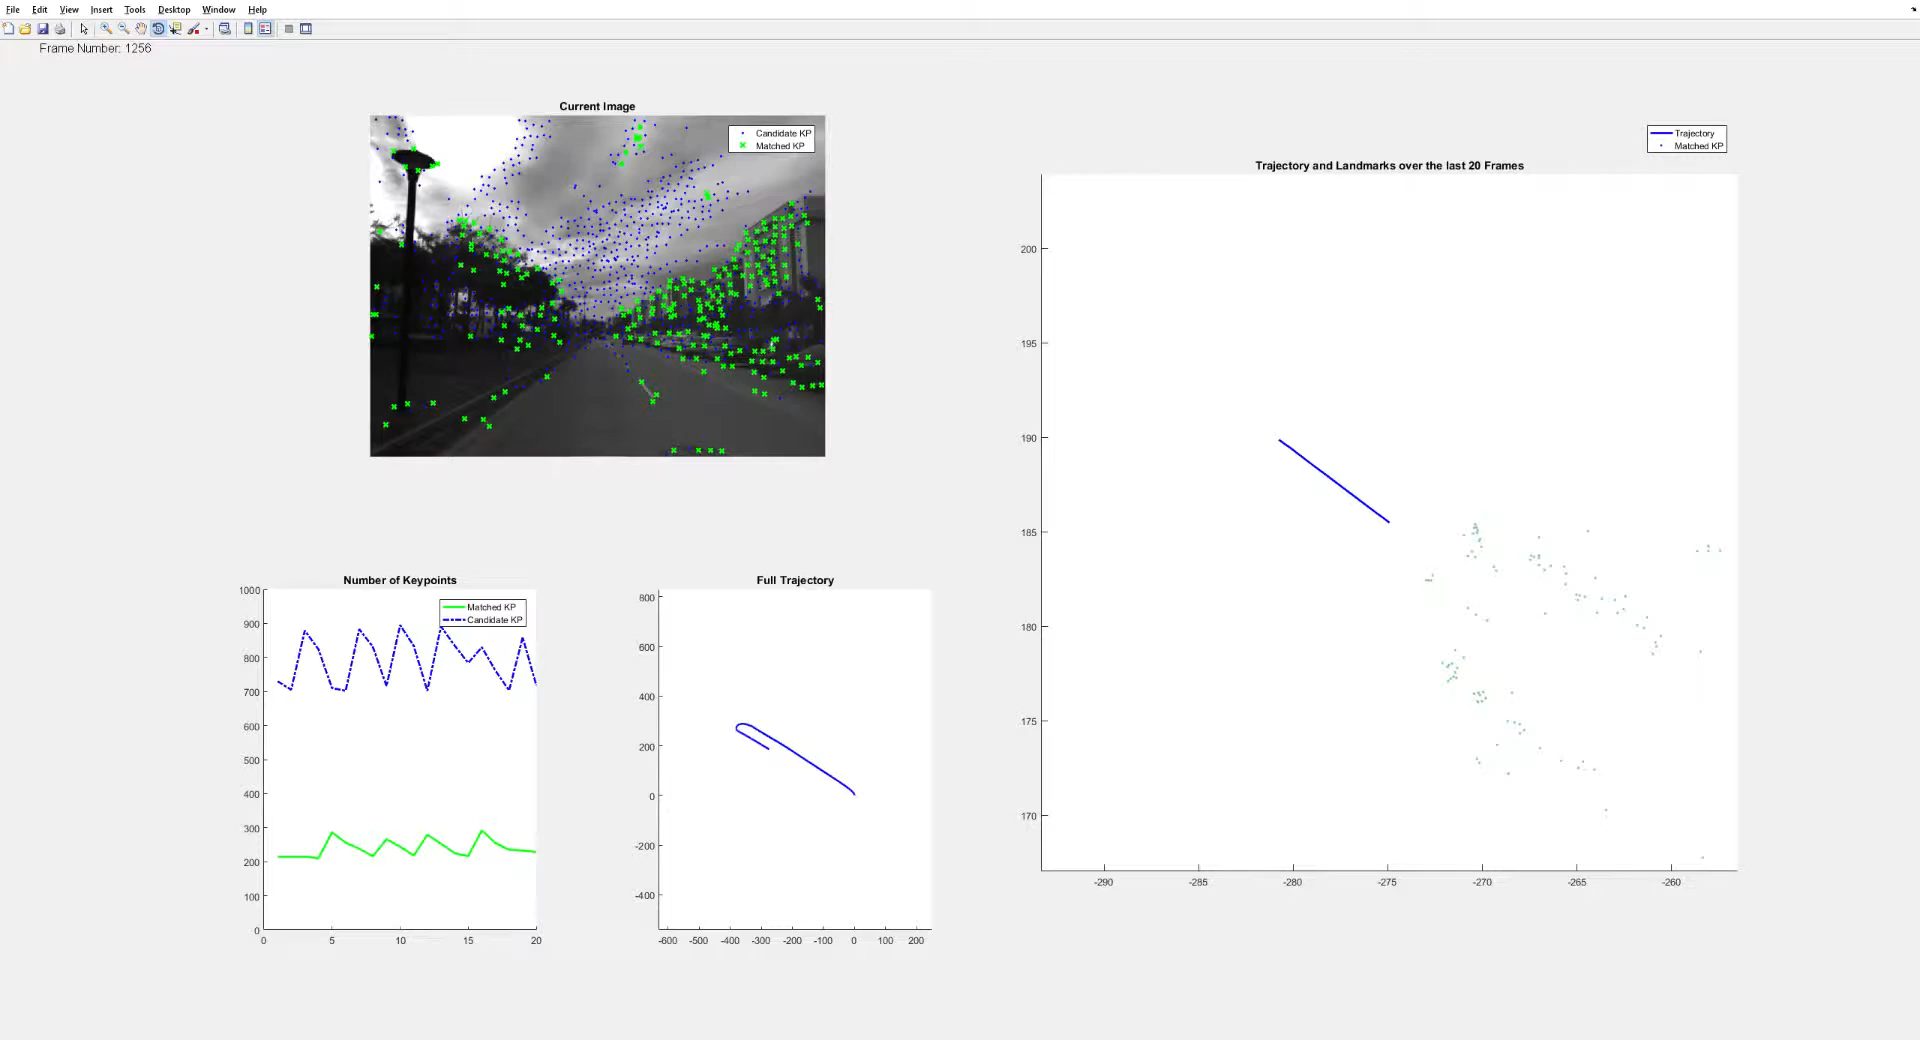 File Edit View Insert Tools Desktop Window Help
Frame Number: 1256
Current Image
Candidate KP
Matched KP
Trajectory
Matched KP
Trajectory and Landmarks over the last 20 Frames
200
195
190
185
180
175
170
-290 -285 -280 -275 -270 -265 -260
Number of Keypoints
Matched KP
Candidate KP
1000
900
800
700
600
500
400
300
200
100
0
0 5 10 15 20
Full Trajectory
800
600
400
200
0
-200
-400
-600 -500 -400 -300 -200 -100 0 100 200